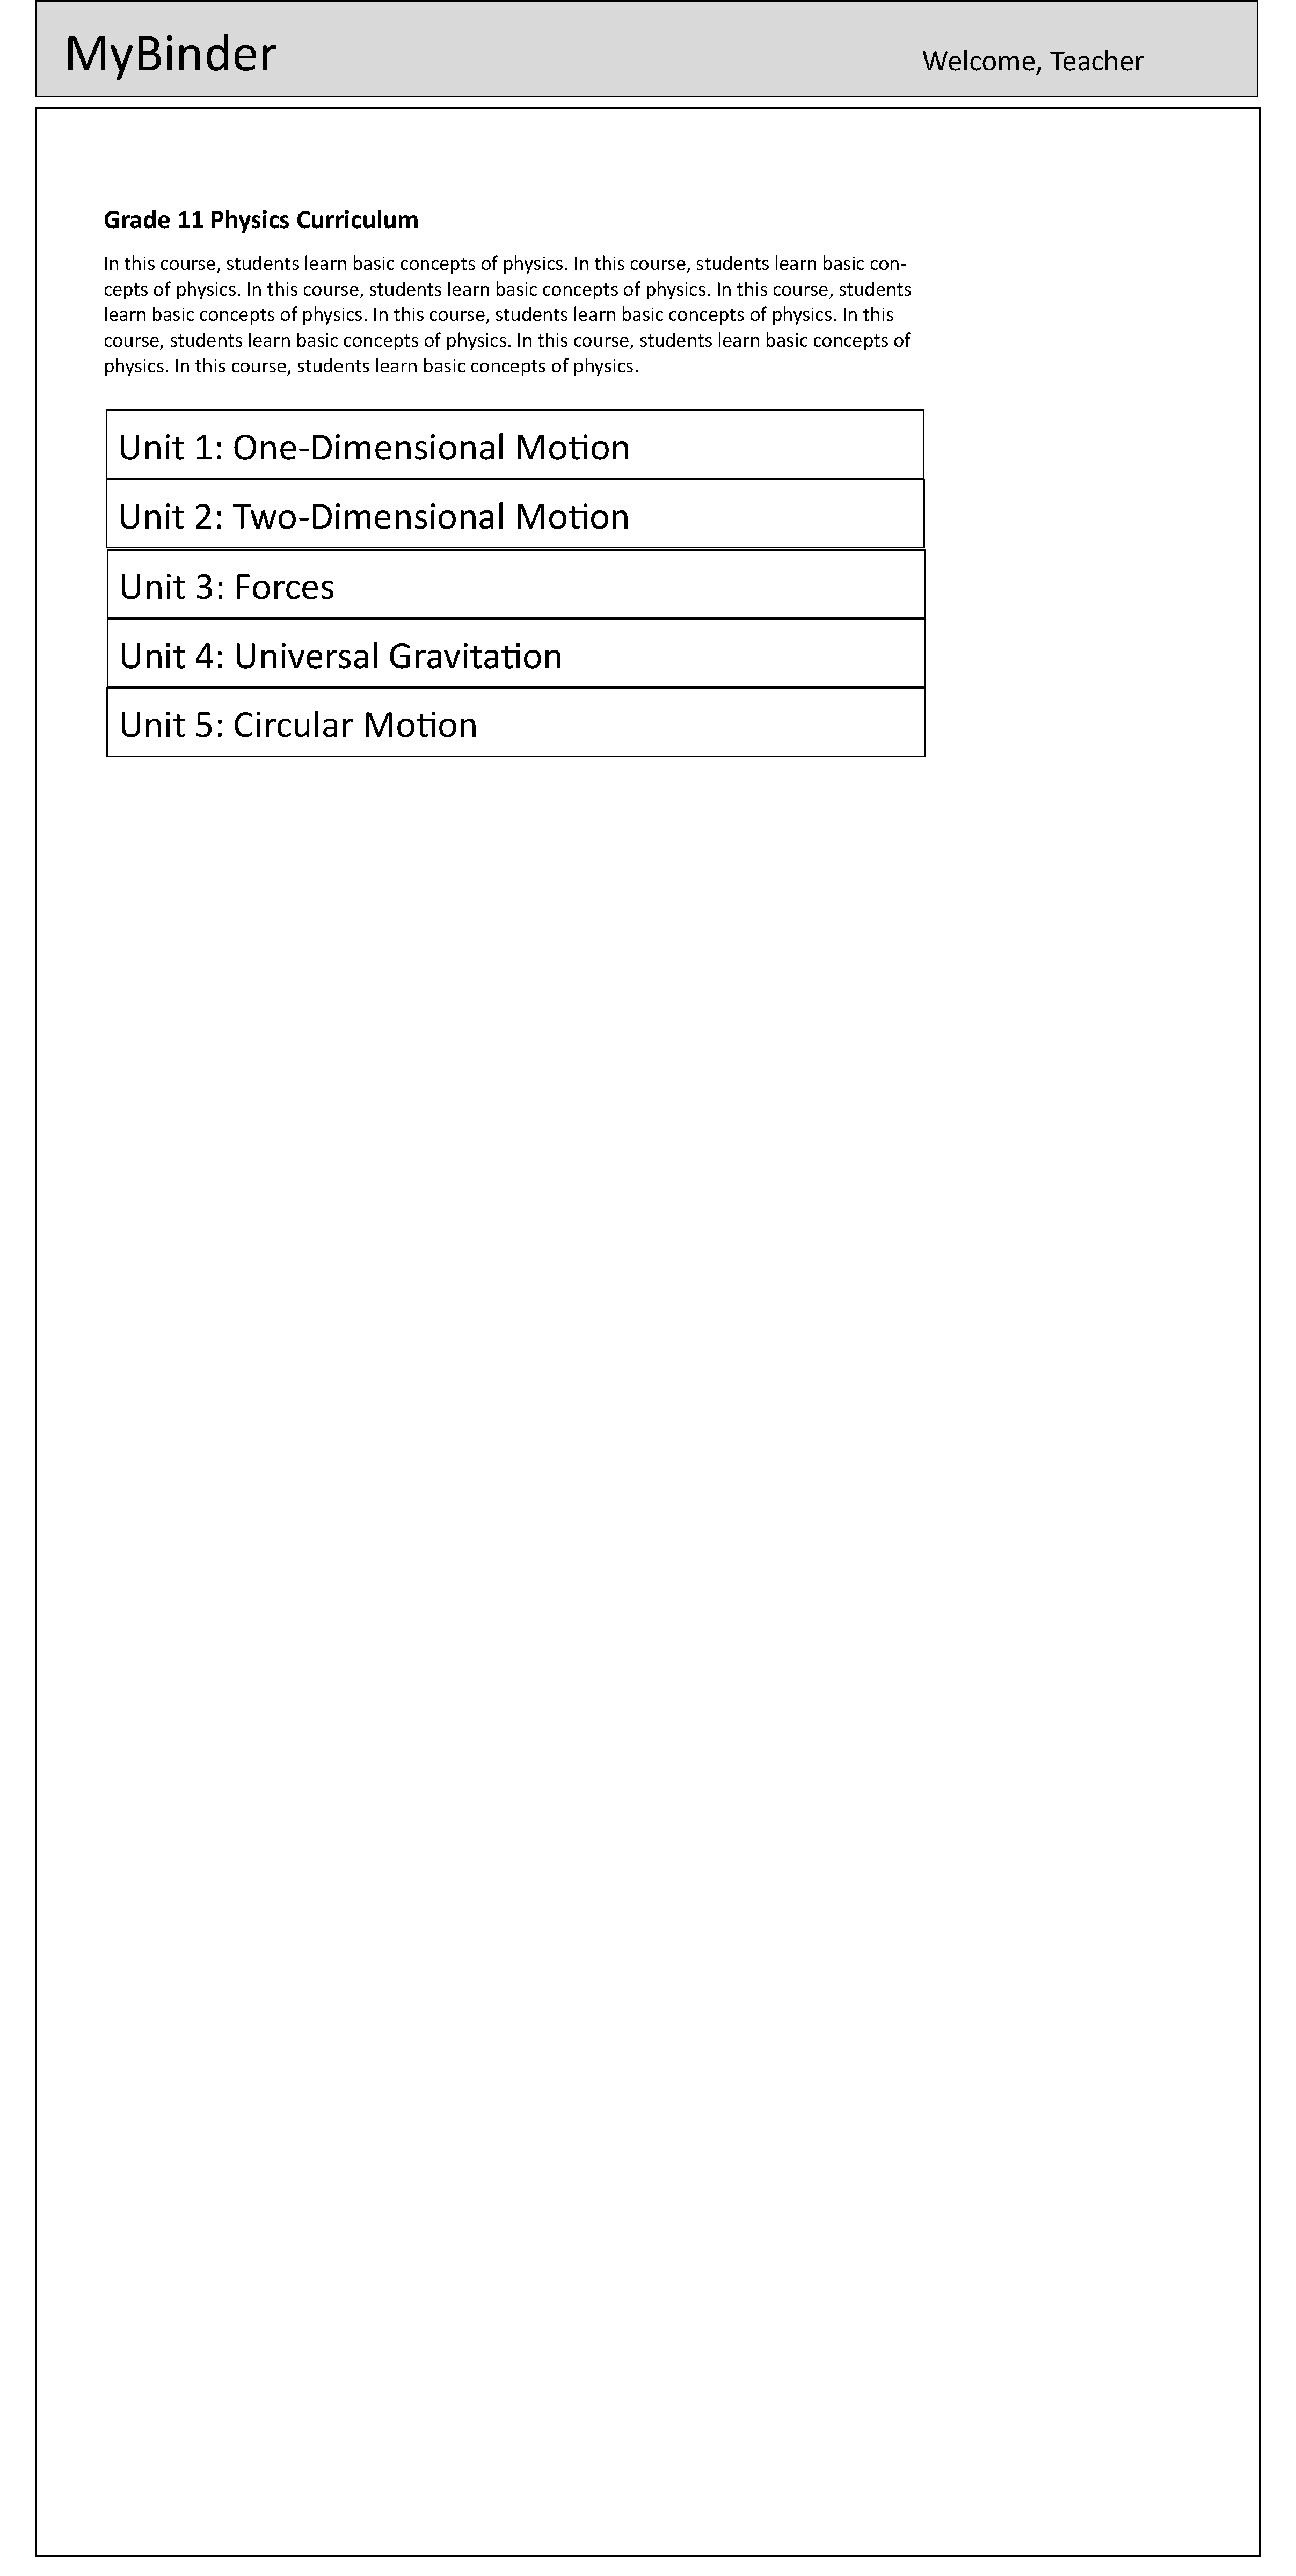 MyBinder
Welcome, Teacher
Grade 11 Physics Curriculum
In this course, students learn basic concepts of physics. In this course, students learn basic con-
cepts of physics. In this course, students learn basic concepts of physics. In this course, students
learn basic concepts of physics. In this course, students learn basic concepts of physics. In this
course, students learn basic concepts of physics. In this course, students learn basic concepts of
physics. In this course, students learn basic concepts of physics.
Unit 1: One-Dimensional Motion
Unit 2: Two-Dimensional Motion
Unit 3: Forces
Unit 4: Universal Gravitation
Unit 5: Circular Motion